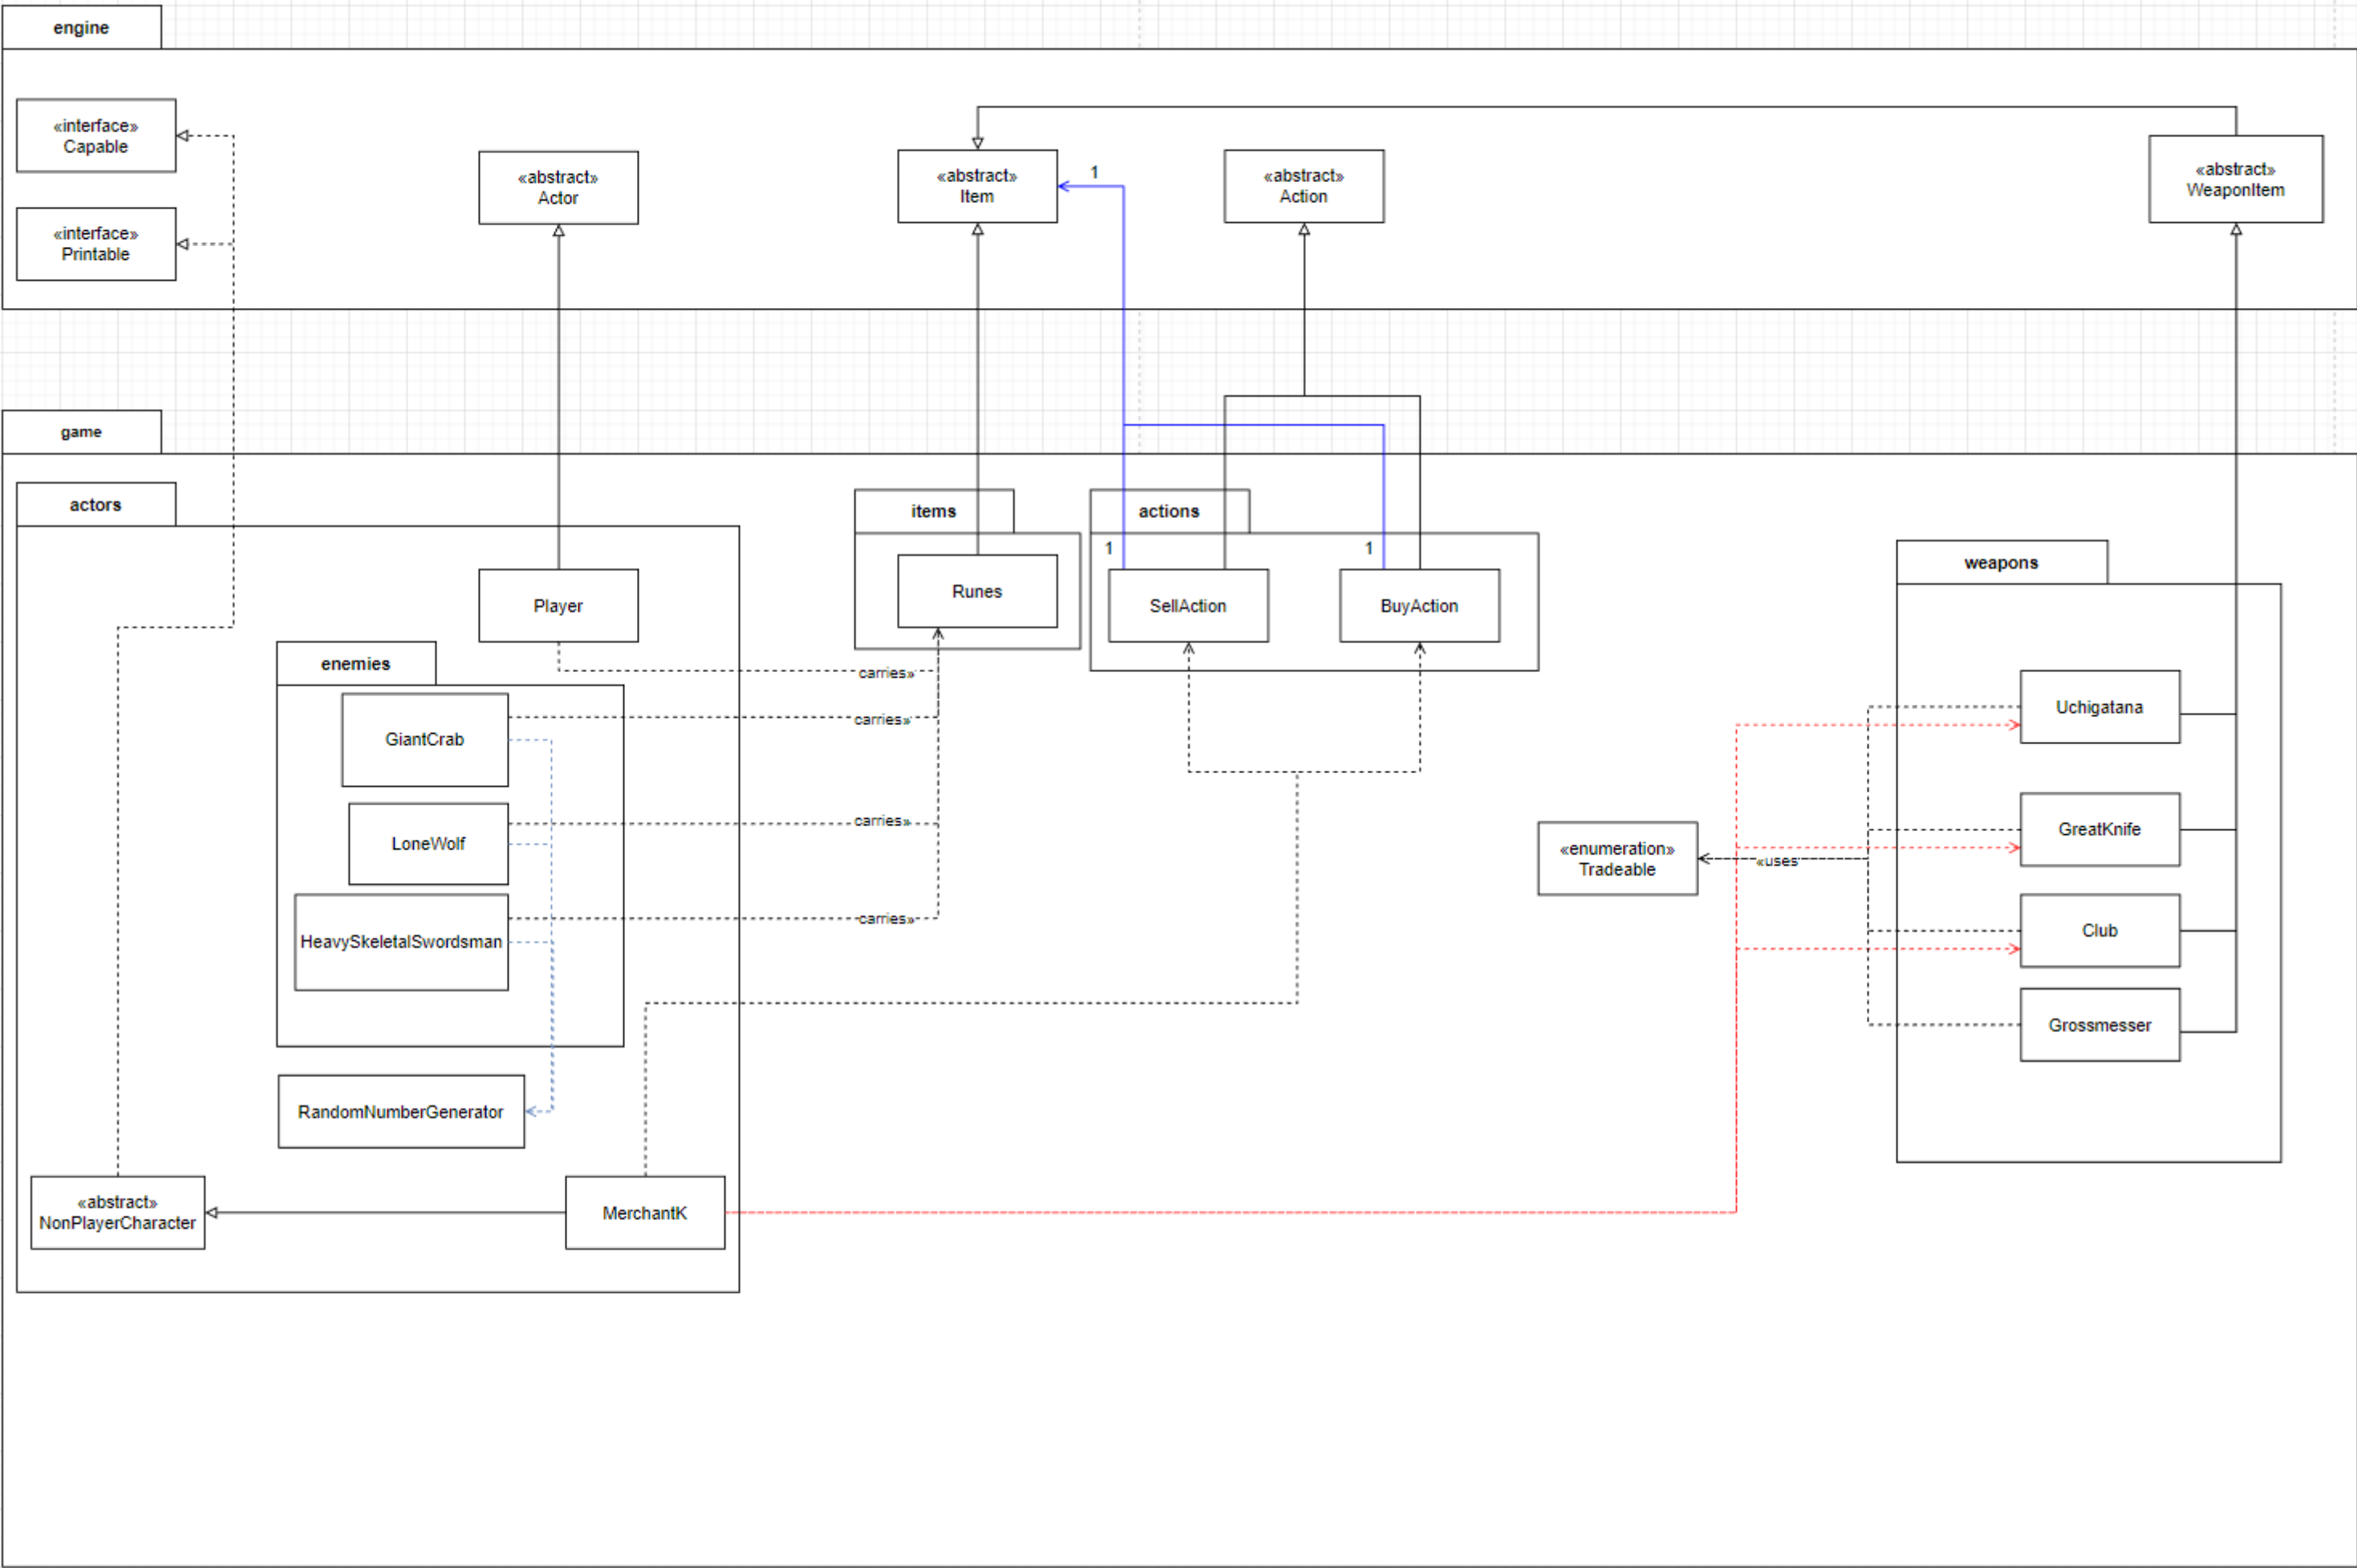 engine
«interface»
Capable
«interface»
Printable
«abstract»
Actor
«abstract»
Item
1
«abstract»
Action
«abstract»
WeaponItem
game
actors
Player
enemies
GiantCrab
LoneWolf
HeavySkeletalSwordsman
RandomNumberGenerator
«abstract»
NonPlayerCharacter
MerchantK
items
Runes
carries»
carries»
carries»
carries»
actions
1
1
SellAction
BuyAction
«enumeration»
Tradeable
«uses
weapons
Uchigatana
GreatKnife
Club
Grossmesser